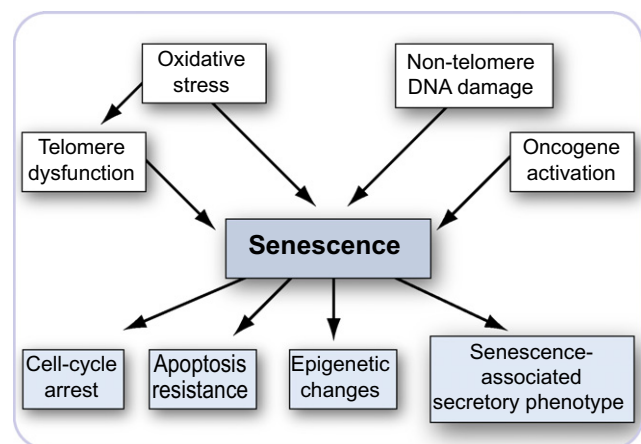 Oxidative
stress
Non-telomere
DNA damage
Telomere
dysfunction
Oncogene
activation
Senescence
Cell-cycle
arrest
Apoptosis
resistance
Epigenetic
changes
Senescence-
associated
secretory phenotype